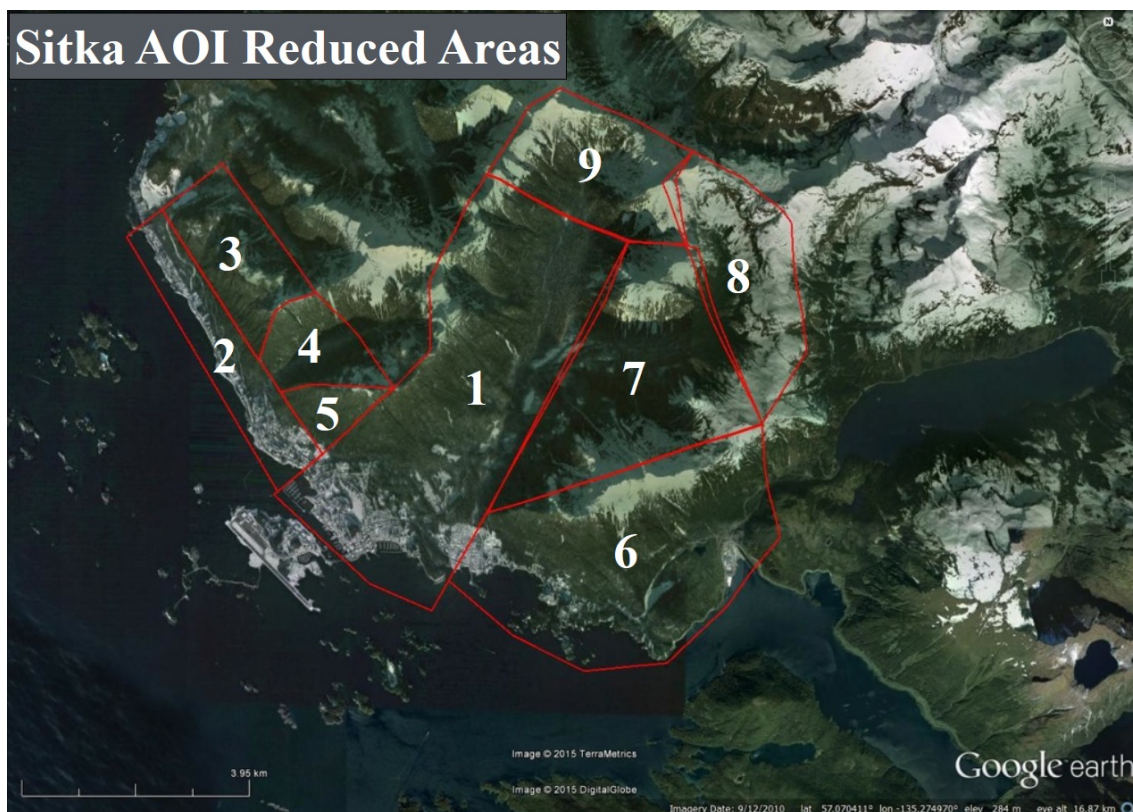 Sitka AOI Reduced Areas
N
9
3
8
4
2
7
1
5
6
Image © 2015 TerraMetrics
3.95 km
Google earth
Image © 2015 DigitalGlobe
Imagery Date: 9/12/2010 lat 57.070411° lon -135.274970° elev 284 m eye alt 16.87 km